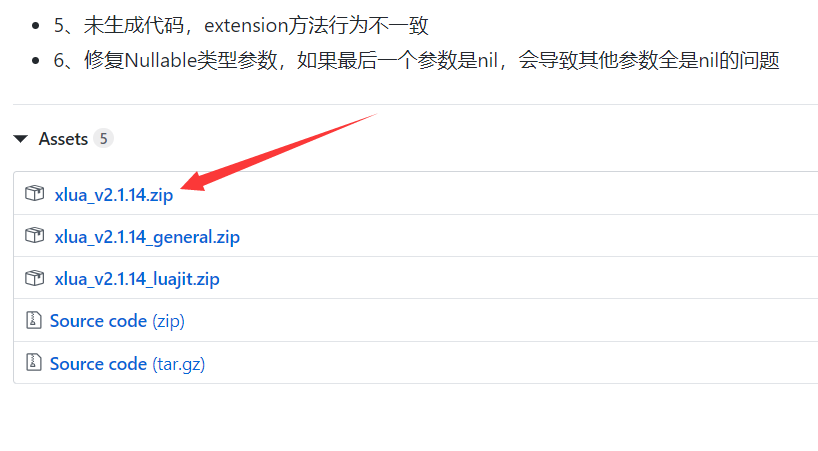 5、未生成代码，extension方法行为不一致
6、修复Nullable类型参数，如果最后一个参数是nil，会导致其他参数全是nil的问题
Assets 5
xlua_v2.1.14.zip
xlua_v2.1.14_general.zip
xlua_v2.1.14_luajit.zip
Source code (zip)
Source code (tar.gz)